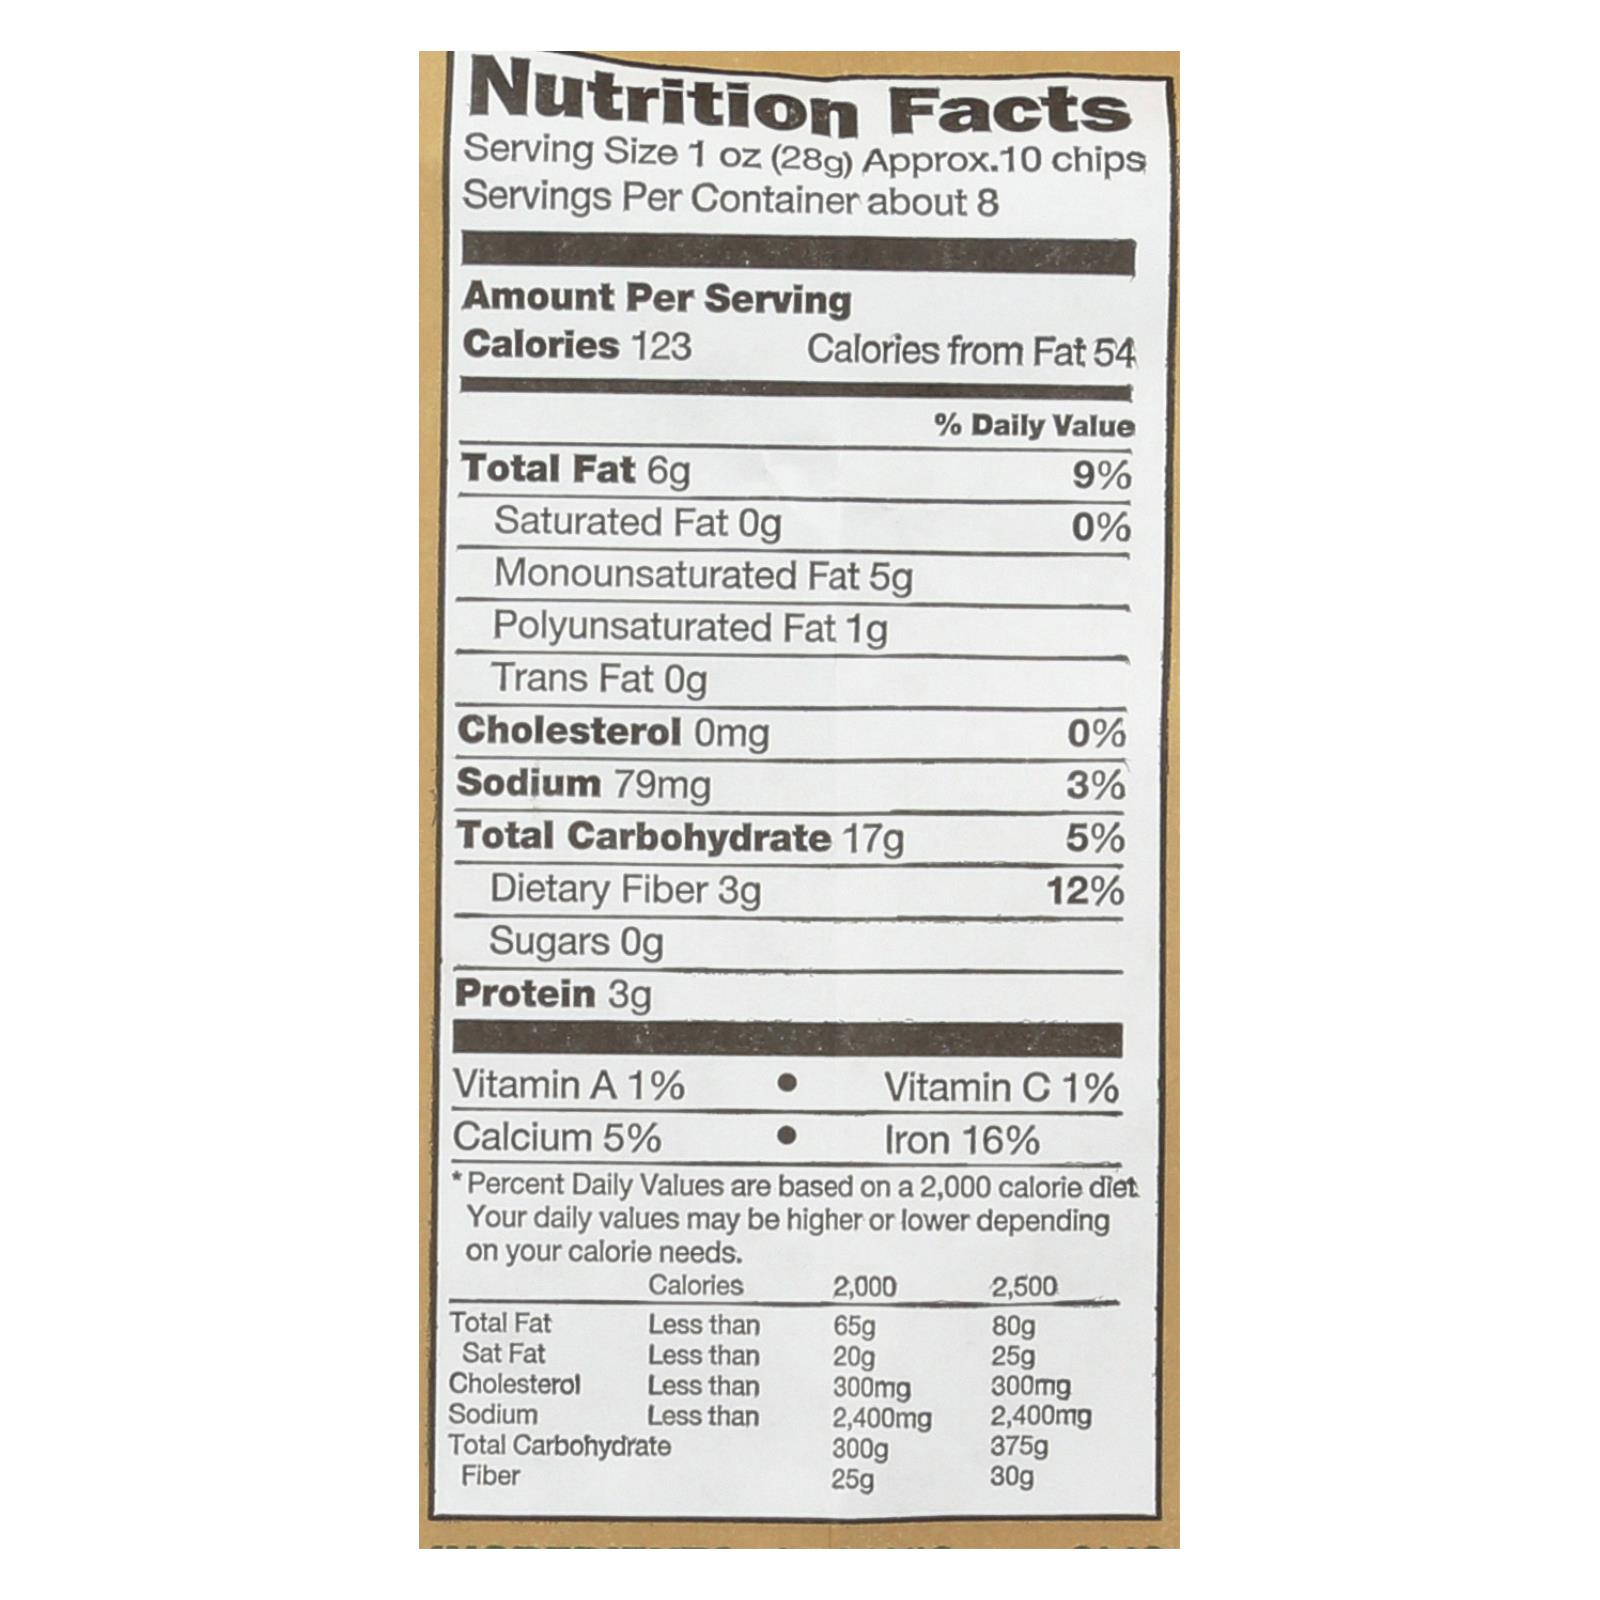 Nutrition Facts
Serving Size 1 oz (28g) Approx.10 chips
Servings Per Container about 8
Amount Per Serving
Calories 123 Calories from Fat 54
% Daily Value
Total Fat 6g 9%
Saturated Fat 0g 0%
Monounsaturated Fat 5g
Polyunsaturated Fat 1g
Trans Fat 0g
Cholesterol 0mg 0%
Sodium 79mg 3%
Total Carbohydrate 17g 5%
Dietary Fiber 3g 12%
Sugars 0g
Protein 3g
Vitamin A 1% • Vitamin C 1%
Calcium 5% • Iron 16%
* Percent Daily Values are based on a 2,000 calorie diet.
Your daily values may be higher or lower depending
on your calorie needs.
Calories 2,000 2,500
Total Fat Less than 65g 80g
Sat Fat Less than 20g 25g
Cholesterol Less than 300mg 300mg
Sodium Less than 2,400mg 2,400mg
Total Carbohydrate 300g 375g
Fiber 25g 30g